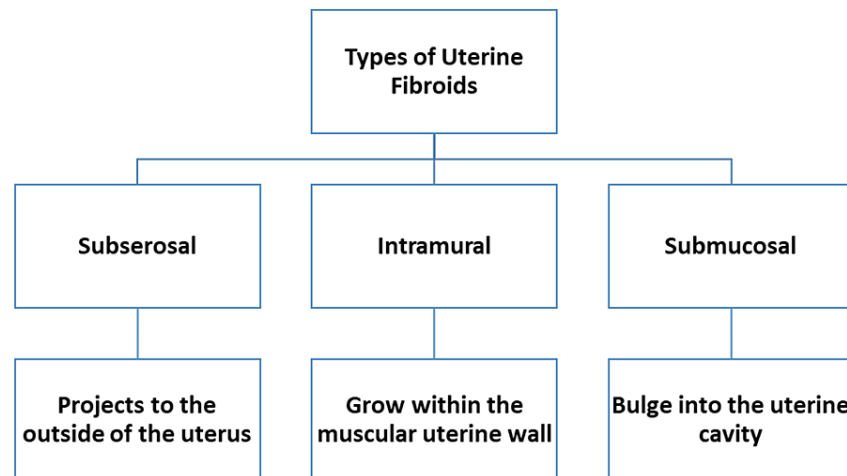 Types of Uterine
Fibroids
Subserosal
Intramural
Submucosal
Projects to the
outside of the uterus
Grow within the
muscular uterine wall
Bulge into the uterine
cavity